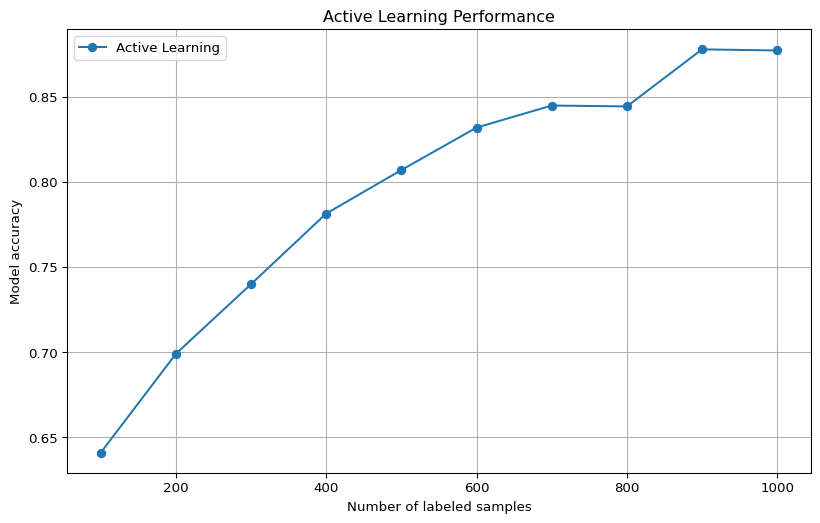 Active Learning Performance
Active Learning
0.85
0.80
0.75
0.70
0.65
Model accuracy
200 400 600 800 1000
Number of labeled samples